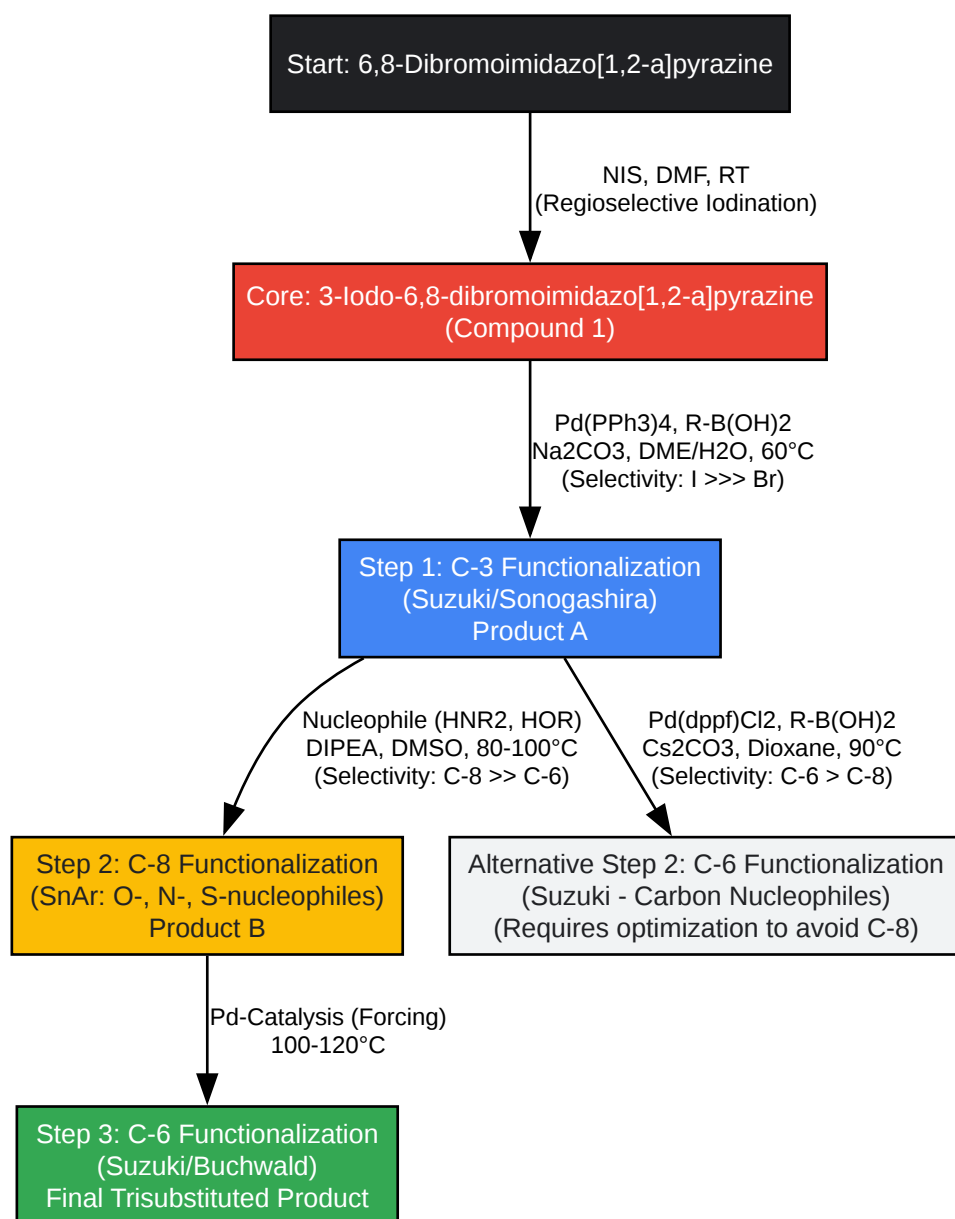 Start: 6,8-Dibromoimidazo[1,2-a]pyrazine
NIS, DMF, RT
(Regioselective Iodination)
Core: 3-Iodo-6,8-dibromoimidazo[1,2-a]pyrazine
(Compound 1)
Pd(PPh3)4, R-B(OH)2
Na2CO3, DME/H2O, 60°C
(Selectivity: I >>> Br)
Step 1: C-3 Functionalization
(Suzuki/Sonogashira)
Product A
Nucleophile (HNR2, HOR)
DIPEA, DMSO, 80-100°C
(Selectivity: C-8 >> C-6)
Pd(dppf)Cl2, R-B(OH)2
Cs2CO3, Dioxane, 90°C
(Selectivity: C-6 > C-8)
Step 2: C-8 Functionalization
(SnAr: O-, N-, S-nucleophiles)
Product B
Alternative Step 2: C-6 Functionalization
(Suzuki - Carbon Nucleophiles)
(Requires optimization to avoid C-8)
Pd-Catalysis (Forcing)
100-120°C
Step 3: C-6 Functionalization
(Suzuki/Buchwald)
Final Trisubstituted Product